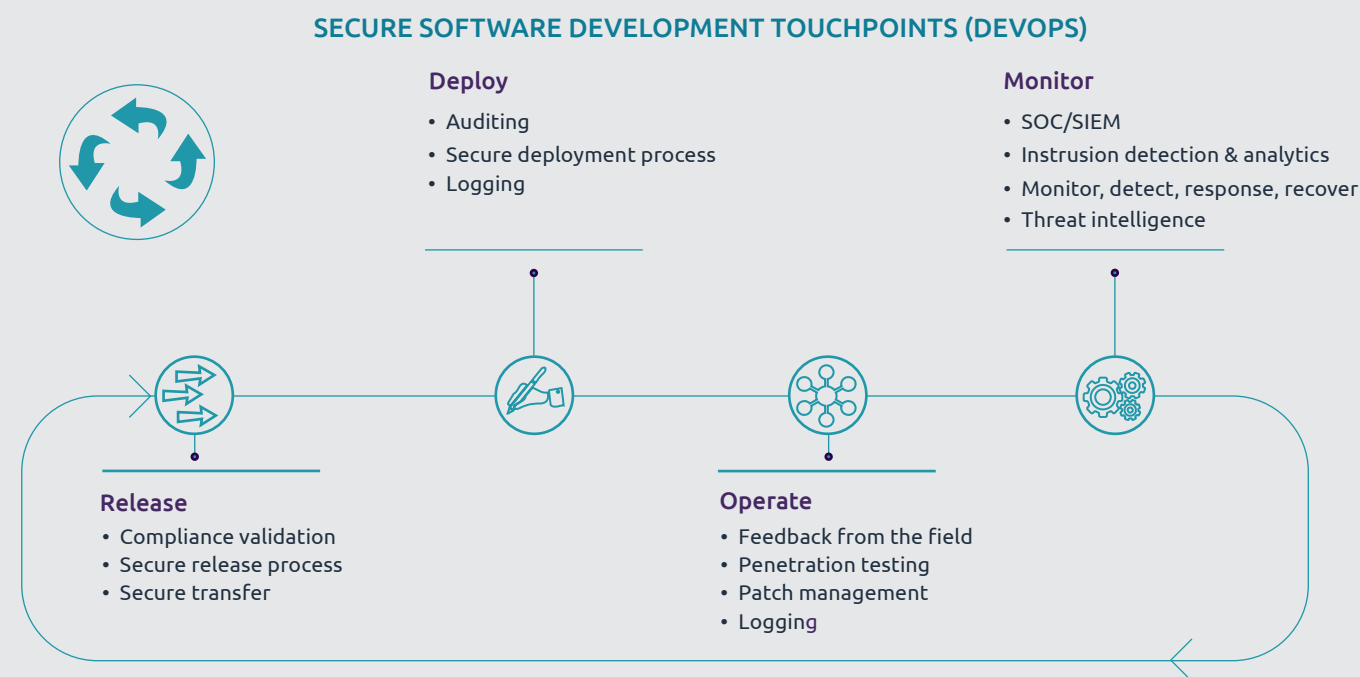 SECURE SOFTWARE DEVELOPMENT TOUCHPOINTS (DEVOPS)
Deploy
• Auditing
• Secure deployment process
• Logging
Monitor
• SOC/SIEM
• Instrusion detection & analytics
• Monitor, detect, response, recover
• Threat intelligence
Release
• Compliance validation
• Secure release process
• Secure transfer
Operate
• Feedback from the field
• Penetration testing
• Patch management
• Logging